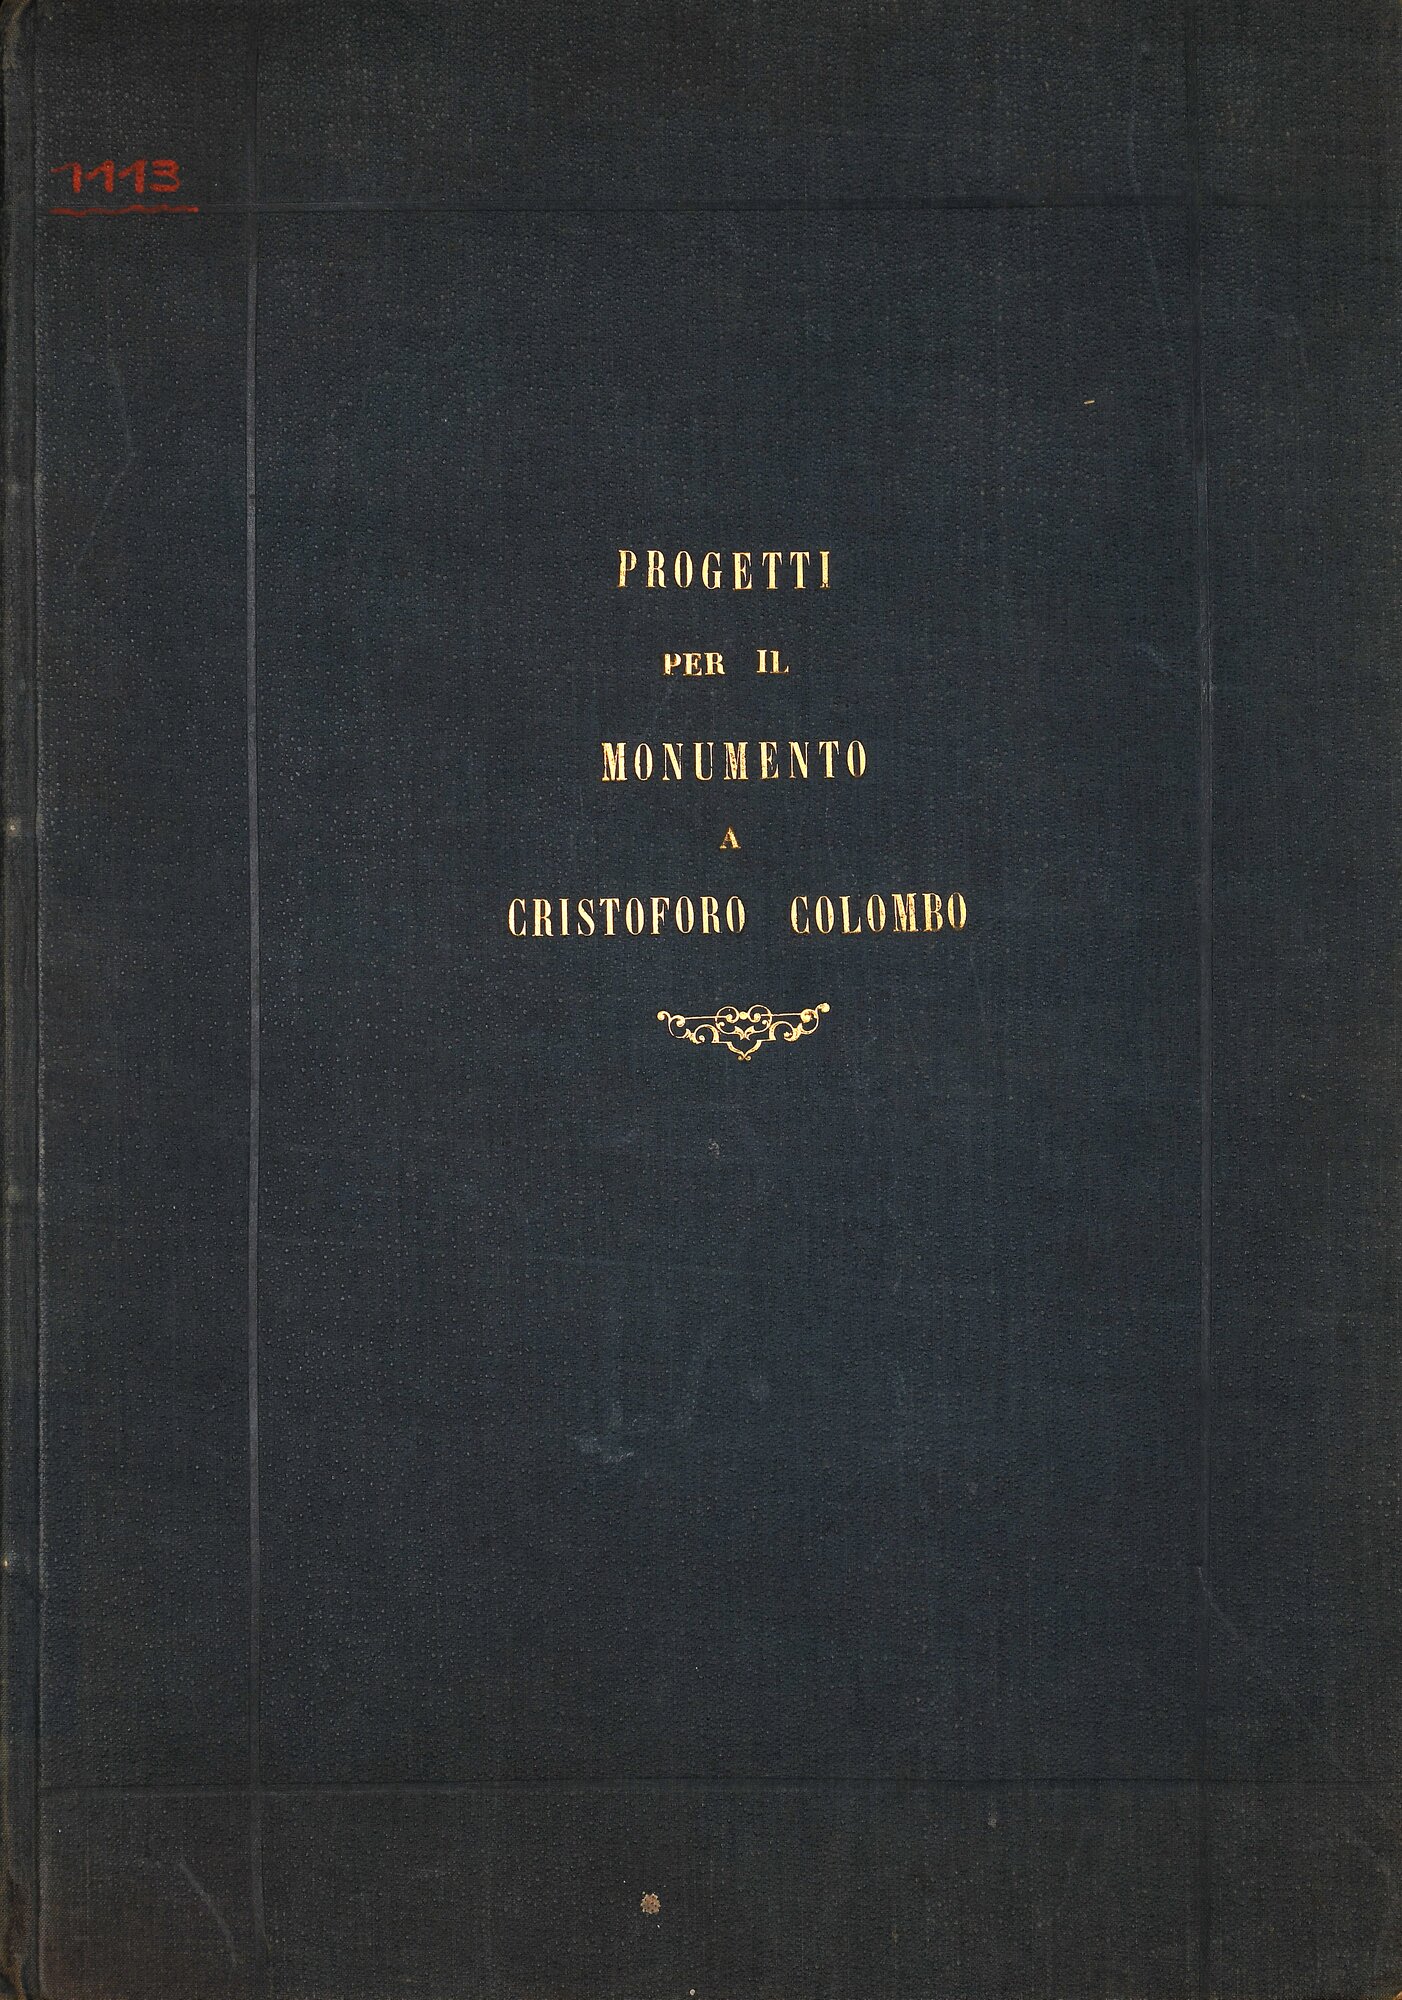 1113
PROGETTI
PER IL
MONUMENTO
A
CRISTOFORO COLOMBO